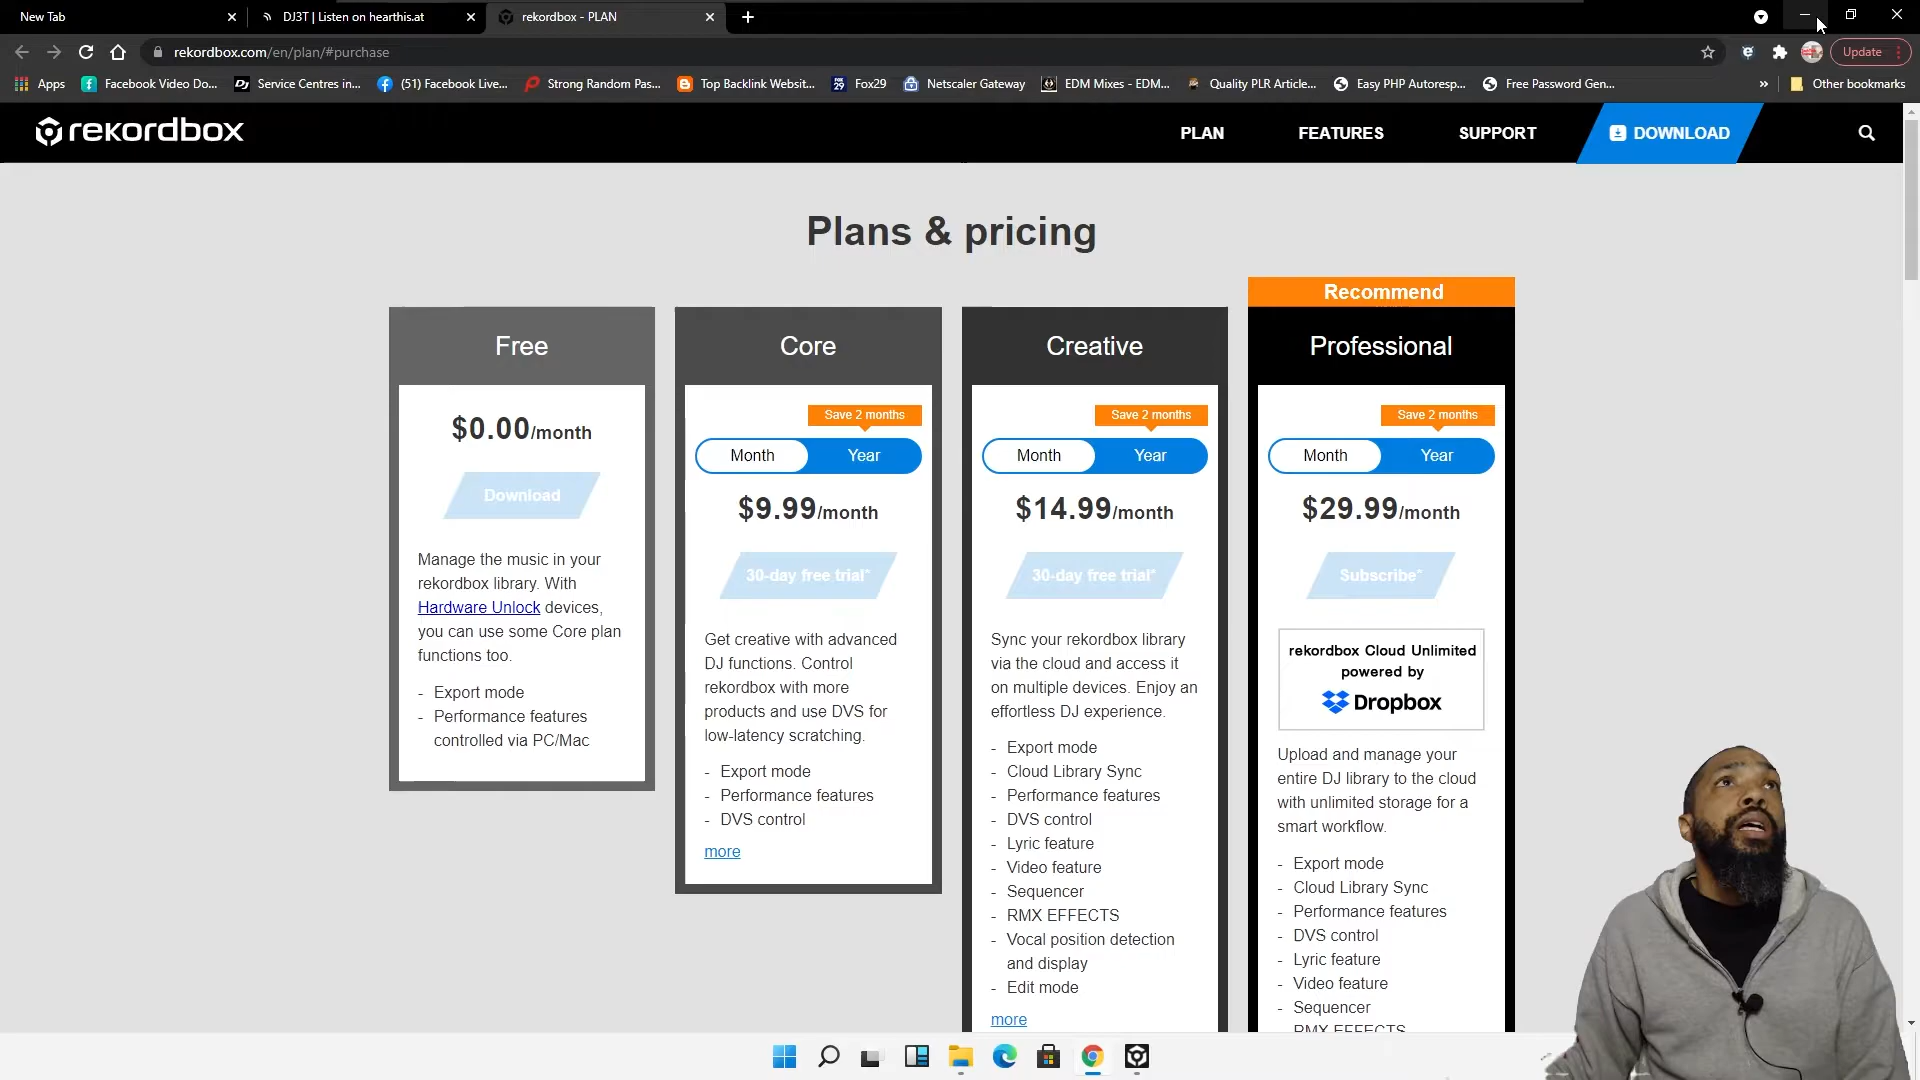 New Tab
DJ3T | Listen on hearthis.at
rekordbox - PLAN
rekordbox.com/en/plan/#purchase
Update
Apps
Facebook Video Do...
Service Centres in...
(51) Facebook Live...
Strong Random Pas...
Top Backlink Websit...
Fox29
Netscaler Gateway
EDM Mixes - EDM...
Quality PLR Article...
Easy PHP Autoresp...
Free Password Gen...
Other bookmarks
rekordbox
PLAN
FEATURES
SUPPORT
DOWNLOAD
Plans & pricing
Free
$0.00/month
Download
Manage the music in your
rekordbox library. With
Hardware Unlock devices,
you can use some Core plan
functions too.
- Export mode
- Performance features
controlled via PC/Mac
Core
Save 2 months
Month
Year
$9.99/month
30-day free trial*
Get creative with advanced
DJ functions. Control
rekordbox with more
products and use DVS for
low-latency scratching.
- Export mode
- Performance features
- DVS control
more
Creative
Save 2 months
Month
Year
$14.99/month
30-day free trial*
Sync your rekordbox library
via the cloud and access it
on multiple devices. Enjoy an
effortless DJ experience.
- Export mode
- Cloud Library Sync
- Performance features
- DVS control
- Lyric feature
- Video feature
- Sequencer
- RMX EFFECTS
- Vocal position detection
and display
- Edit mode
more
Recommend
Professional
Save 2 months
Month
Year
$29.99/month
Subscribe*
rekordbox Cloud Unlimited
powered by
Dropbox
Upload and manage your
entire DJ library to the cloud
with unlimited storage for a
smart workflow.
- Export mode
- Cloud Library Sync
- Performance features
- DVS control
- Lyric feature
- Video feature
- Sequencer
RMX EFFECTS